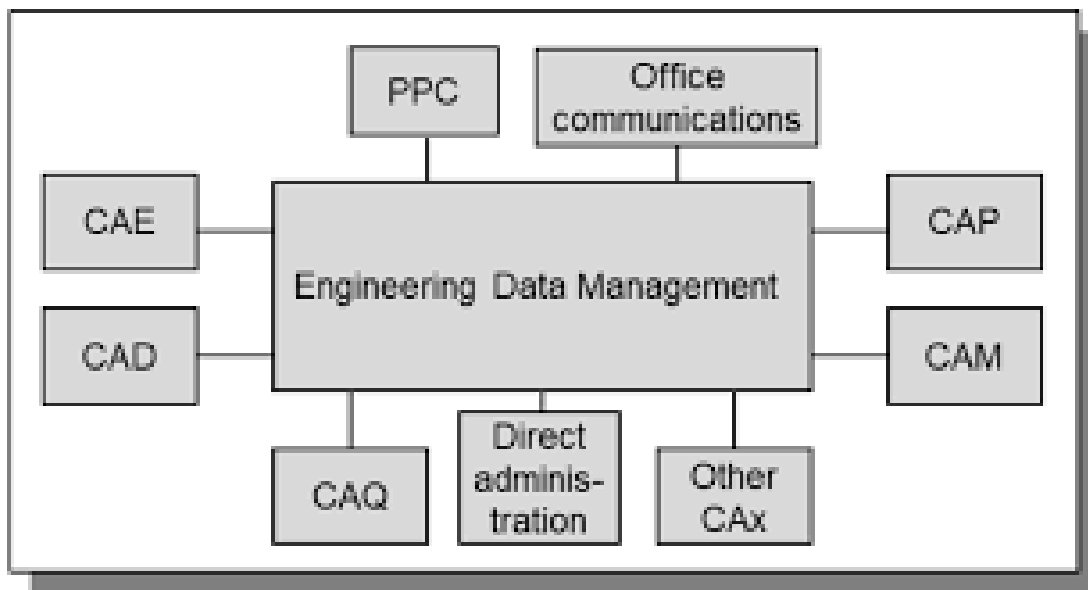 PPC
Office
communications
CAE
CAP
Engineering Data Management
CAD
CAM
CAQ
Direct
adminis-
tration
Other
CAx